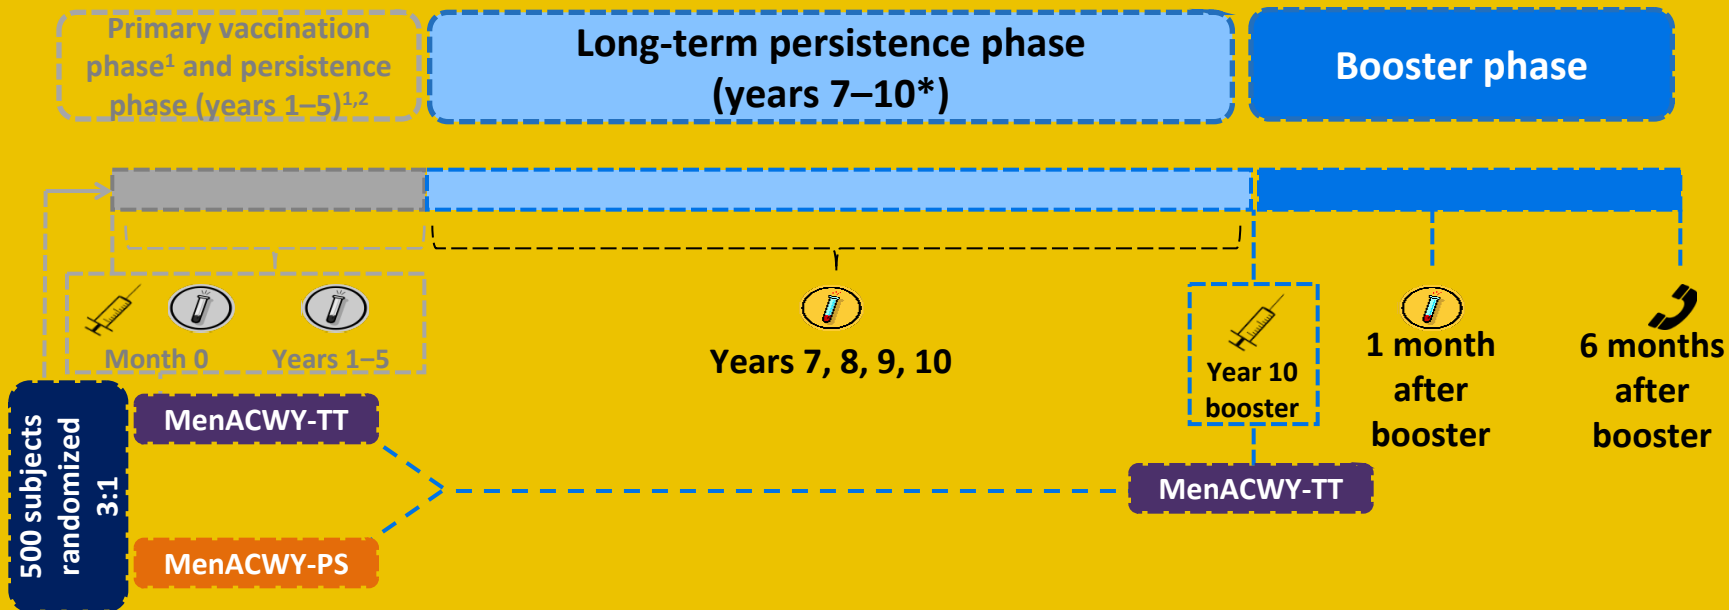 Primary vaccination
phase¹ and persistence
phase (years 1–5)¹,²
Long-term persistence phase
(years 7–10*)
Booster phase
Month 0
Years 1–5
Years 7, 8, 9, 10
Year 10
booster
1 month
after
booster
6 months
after
booster
500 subjects
randomized
3:1
MenACWY-TT
MenACWY-PS
MenACWY-TT